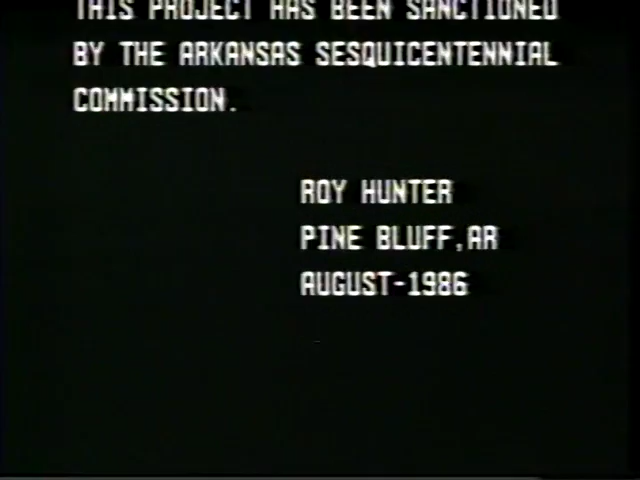 THIS PROJECT HAS BEEN SANCTIONED
BY THE ARKANSAS SESQUICENTENNIAL
COMMISSION.
ROY HUNTER
PINE BLUFF,AR
AUGUST-1986